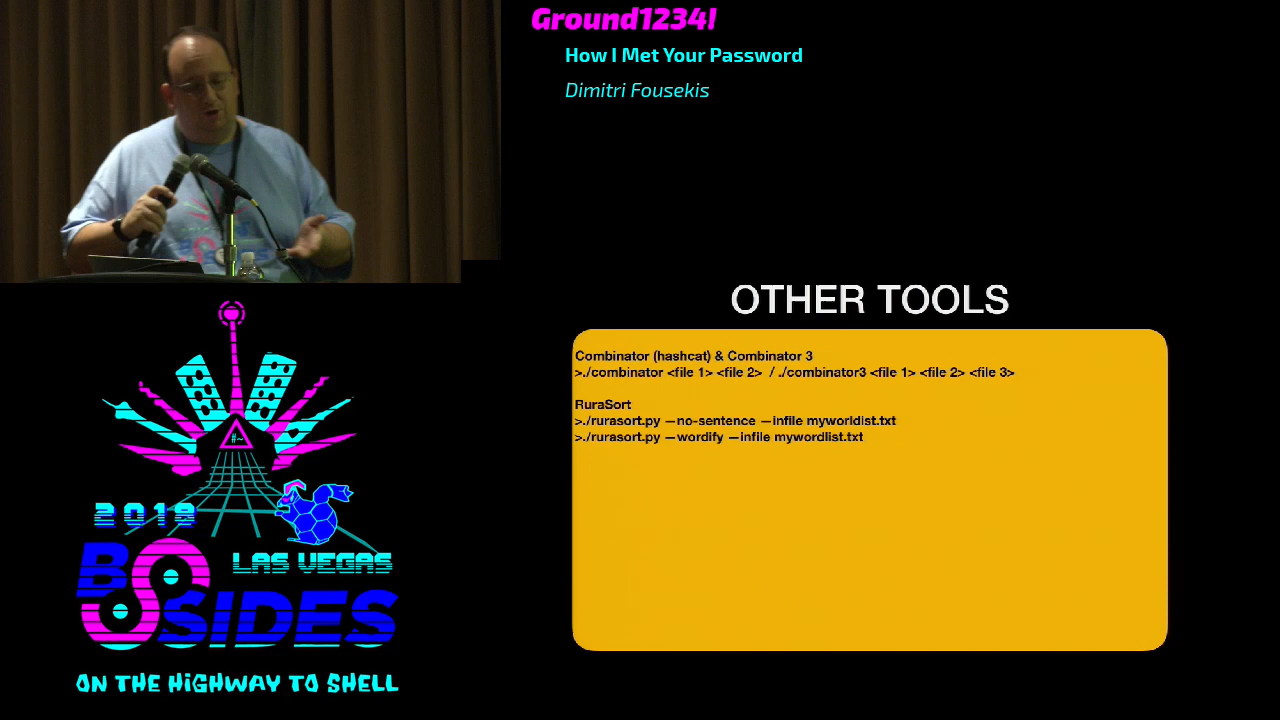 Ground1234!
How I Met Your Password
Dimitri Fousekis
OTHER TOOLS
Combinator (hashcat) & Combinator 3
>./combinator <file 1> <file 2> / ./combinator3 <file 1> <file 2> <file 3>
RuraSort
>./rurasort.py —no-sentence —infile myworldist.txt
>./rurasort.py —wordify —infile mywordlist.txt
#~
2019
LAS VEGAS
BSIDES
ON THE HIGHWAY TO SHELL